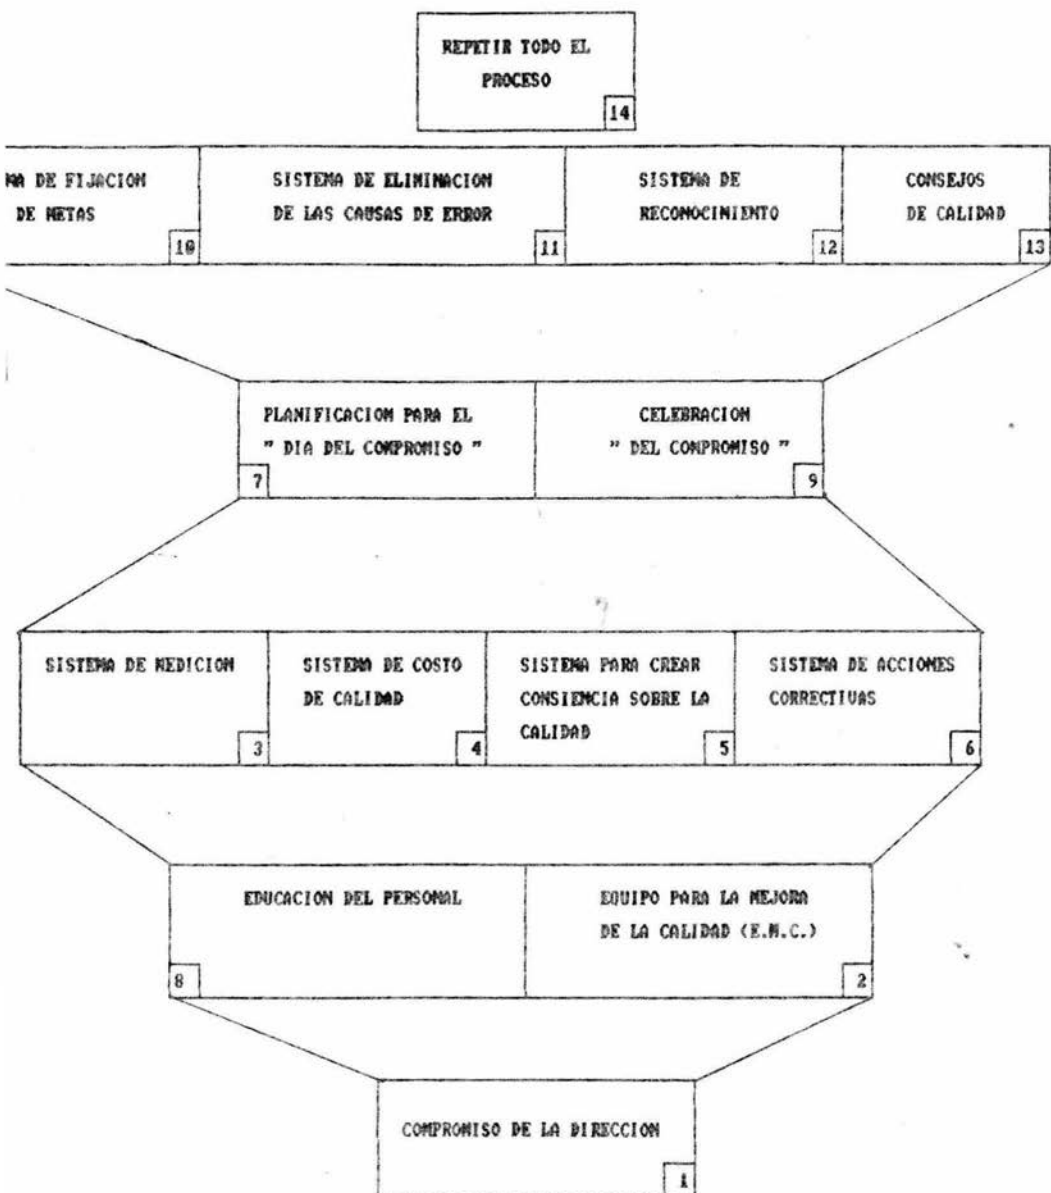 REPETIR TODO EL
PROCESO
14
DE FIJACION
DE METAS
10
SISTEMA DE ELIMINACION
DE LAS CAUSAS DE ERROR
11
SISTEMA DE
RECONOCIMIENTO
12
CONSEJOS
DE CALIDAD
13
PLANIFICACION PARA EL
" DIA DEL COMPROMISO "
7
CELEBRACION
" DEL COMPROMISO "
9
SISTEMA DE MEDICION
3
SISTEMA DE COSTO
DE CALIDAD
4
SISTEMA PARA CREAR
CONSIENCIA SOBRE LA
CALIDAD
5
SISTEMA DE ACCIONES
CORRECTIVAS
6
EDUCACION DEL PERSONAL
8
EQUIPO PARA LA MEJORA
DE LA CALIDAD (E.M.C.)
2
COMPROMISO DE LA DIRECCION
1